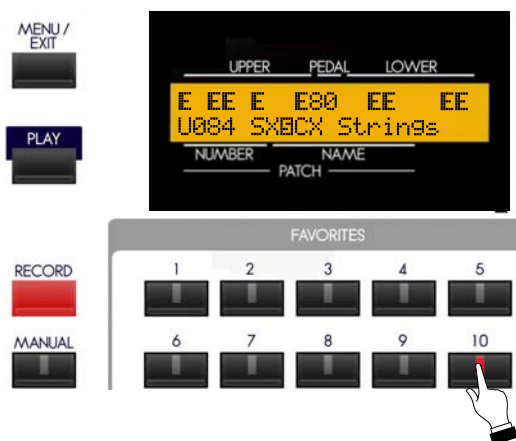 MENU /
EXIT
UPPER PEDAL LOWER
E EE E E80 EE EE
U084 SX CX Strings
NUMBER NAME
PATCH
PLAY
FAVORITES
RECORD 1 2 3 4 5
MANUAL 6 7 8 9 10